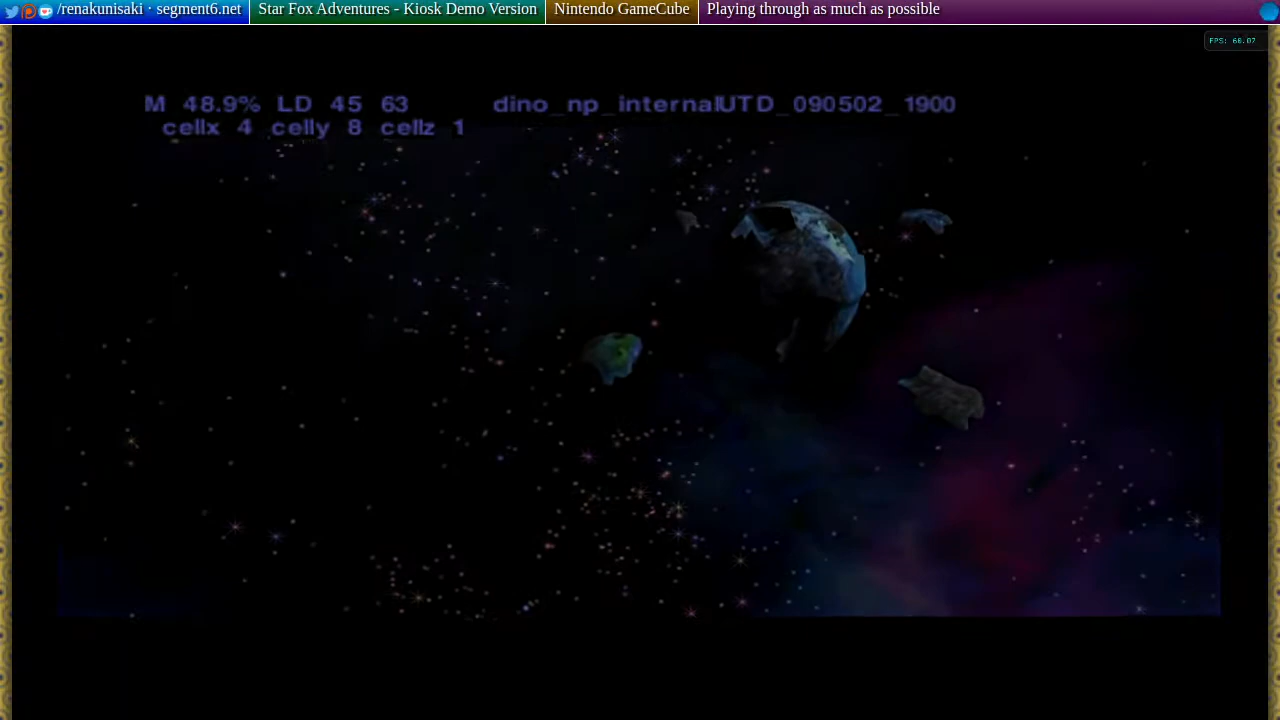 /renakunisaki · segment6.net Star Fox Adventures - Kiosk Demo Version Nintendo GameCube Playing through as much as possible
FPS: 60.07
M 48.9% LD 45 63 dino_np_internalUTD_090502_1900
cellx 4 celly 8 cellz 1